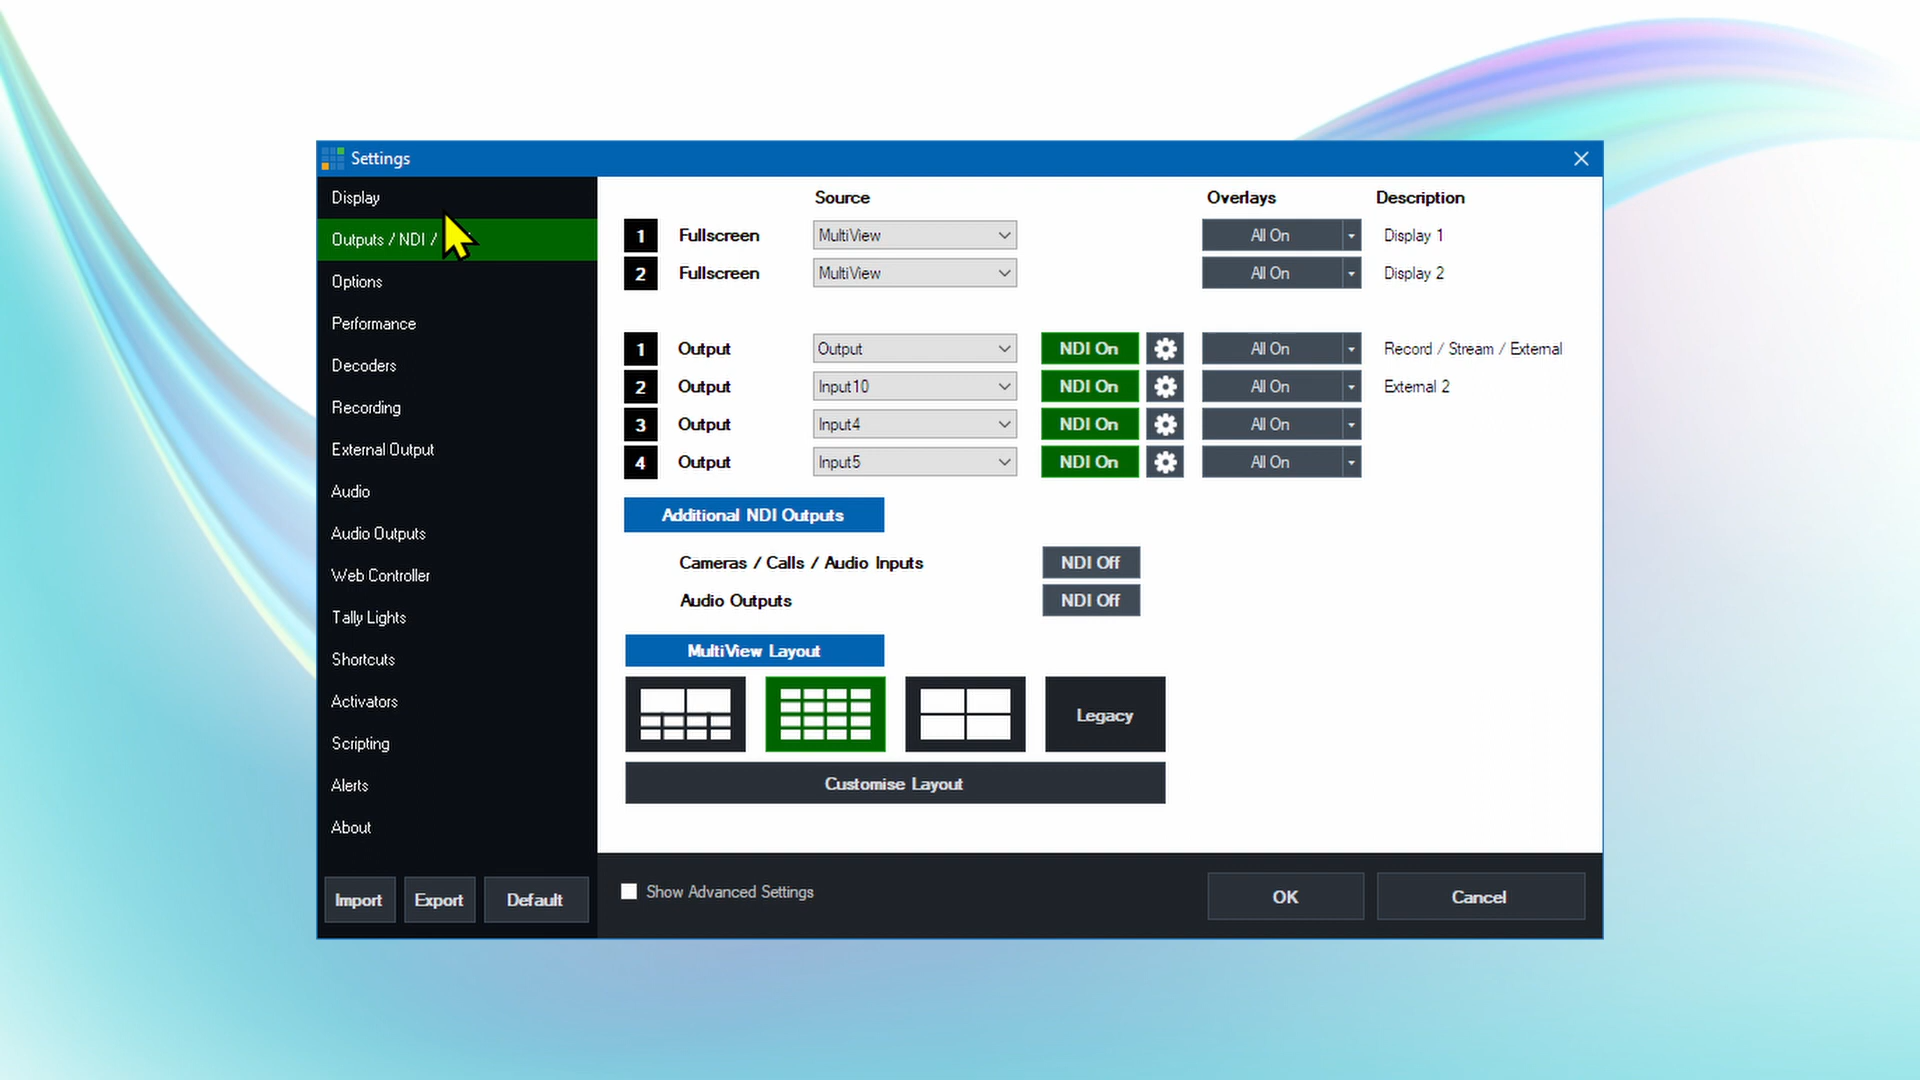 Settings
Display
Outputs / NDI /
Options
Performance
Decoders
Recording
External Output
Audio
Audio Outputs
Web Controller
Tally Lights
Shortcuts
Activators
Scripting
Alerts
About
Import Export Default
Source Overlays Description
1 Fullscreen MultiView All On Display 1
2 Fullscreen MultiView All On Display 2
1 Output Output NDI On All On Record / Stream / External
2 Output Input10 NDI On All On External 2
3 Output Input4 NDI On All On
4 Output Input5 NDI On All On
Additional NDI Outputs
Cameras / Calls / Audio Inputs NDI Off
Audio Outputs NDI Off
MultiView Layout
Legacy
Customise Layout
Show Advanced Settings OK Cancel